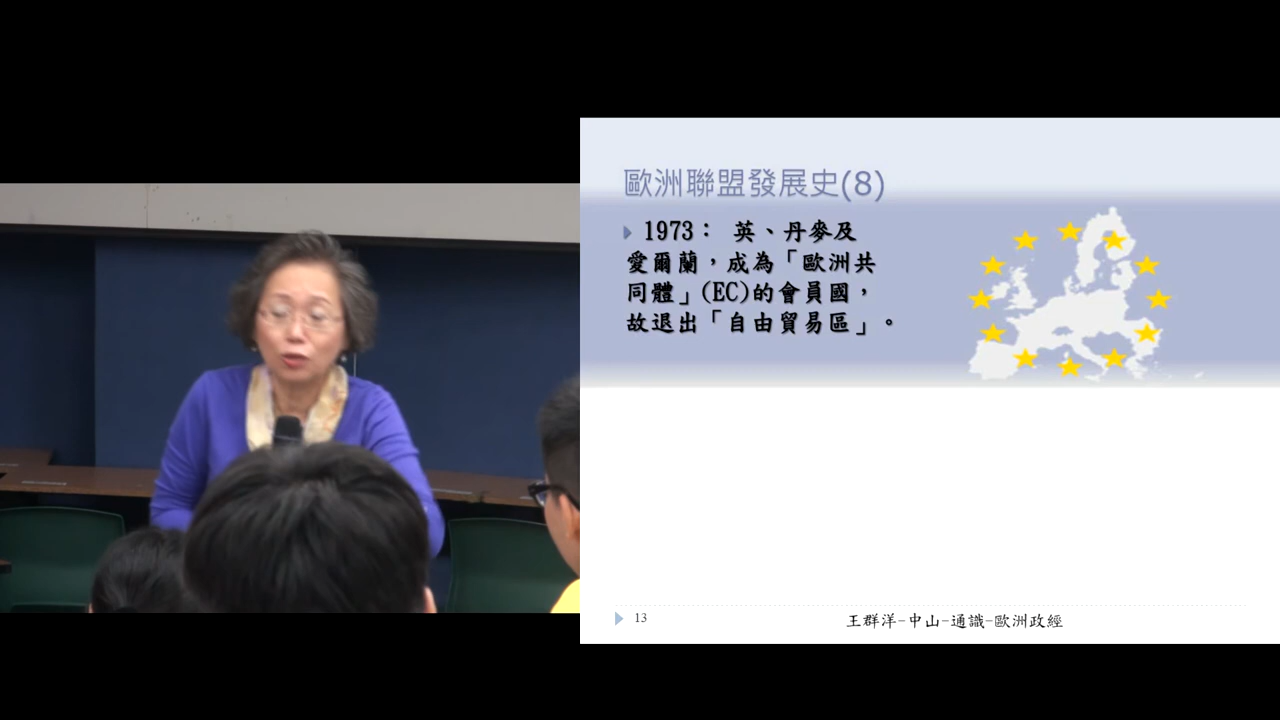 歐洲聯盟發展史(8)
1973： 英、丹麥及
愛爾蘭，成為「歐洲共
同體」(EC)的會員國，
故退出「自由貿易區」。
13
王群洋-中山-通識-歐洲政經